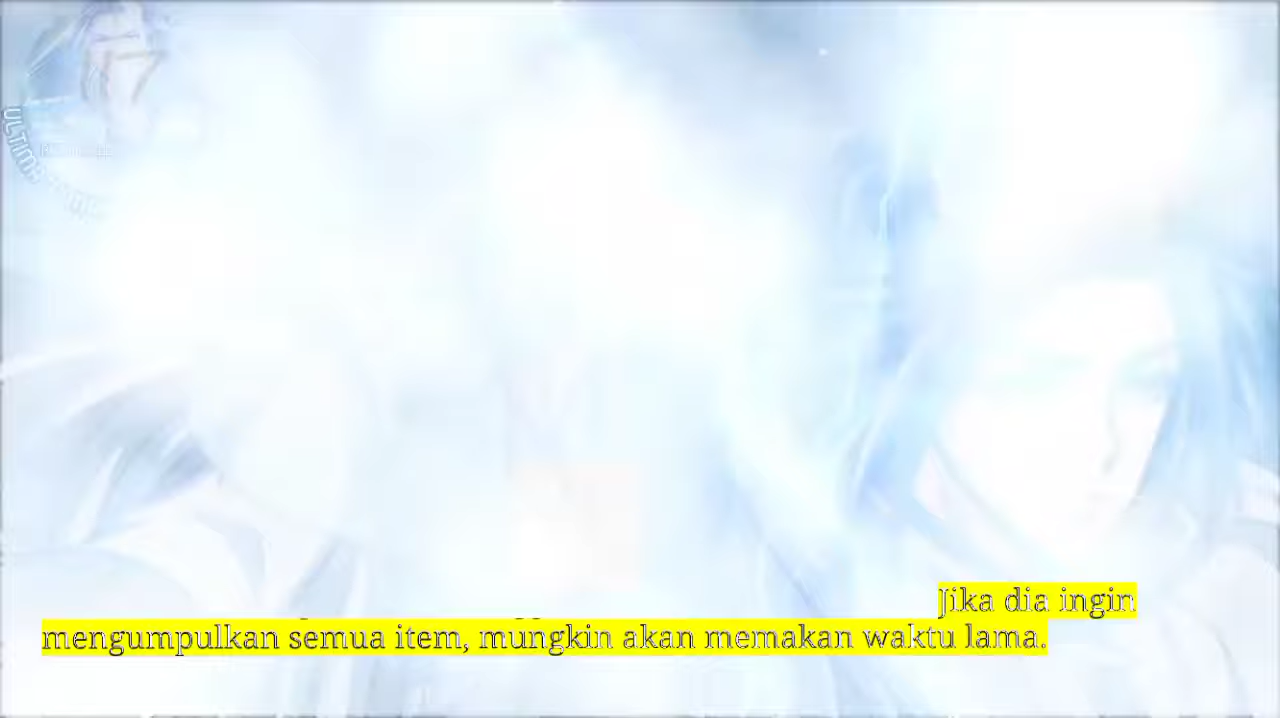 Jika dia ingin
mengumpulkan semua item, mungkin akan memakan waktu lama.